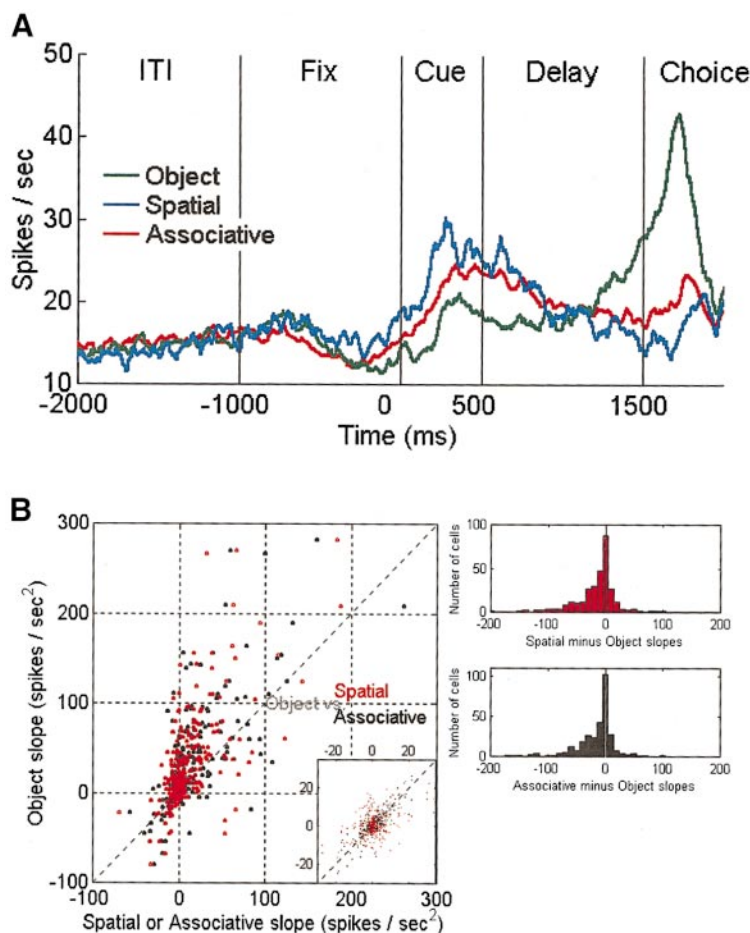 A
50
ITI Fix Cue Delay Choice
40
Object
Spatial
Associative
30
20
10
Spikes / sec
-2000 -1000 0 500 1500
Time (ms)
B
300
200
100
0
-100
Object slope (spikes / sec²)
Spatial
Object vs.
Associative
-20 0 20
20
0
-20
-100 0 100 200 300
Spatial or Associative slope (spikes / sec²)
100
50
0
Number of cells
-200 -100 0 100 200
Spatial minus Object slopes
100
50
0
Number of cells
-200 -100 0 100 200
Associative minus Object slopes